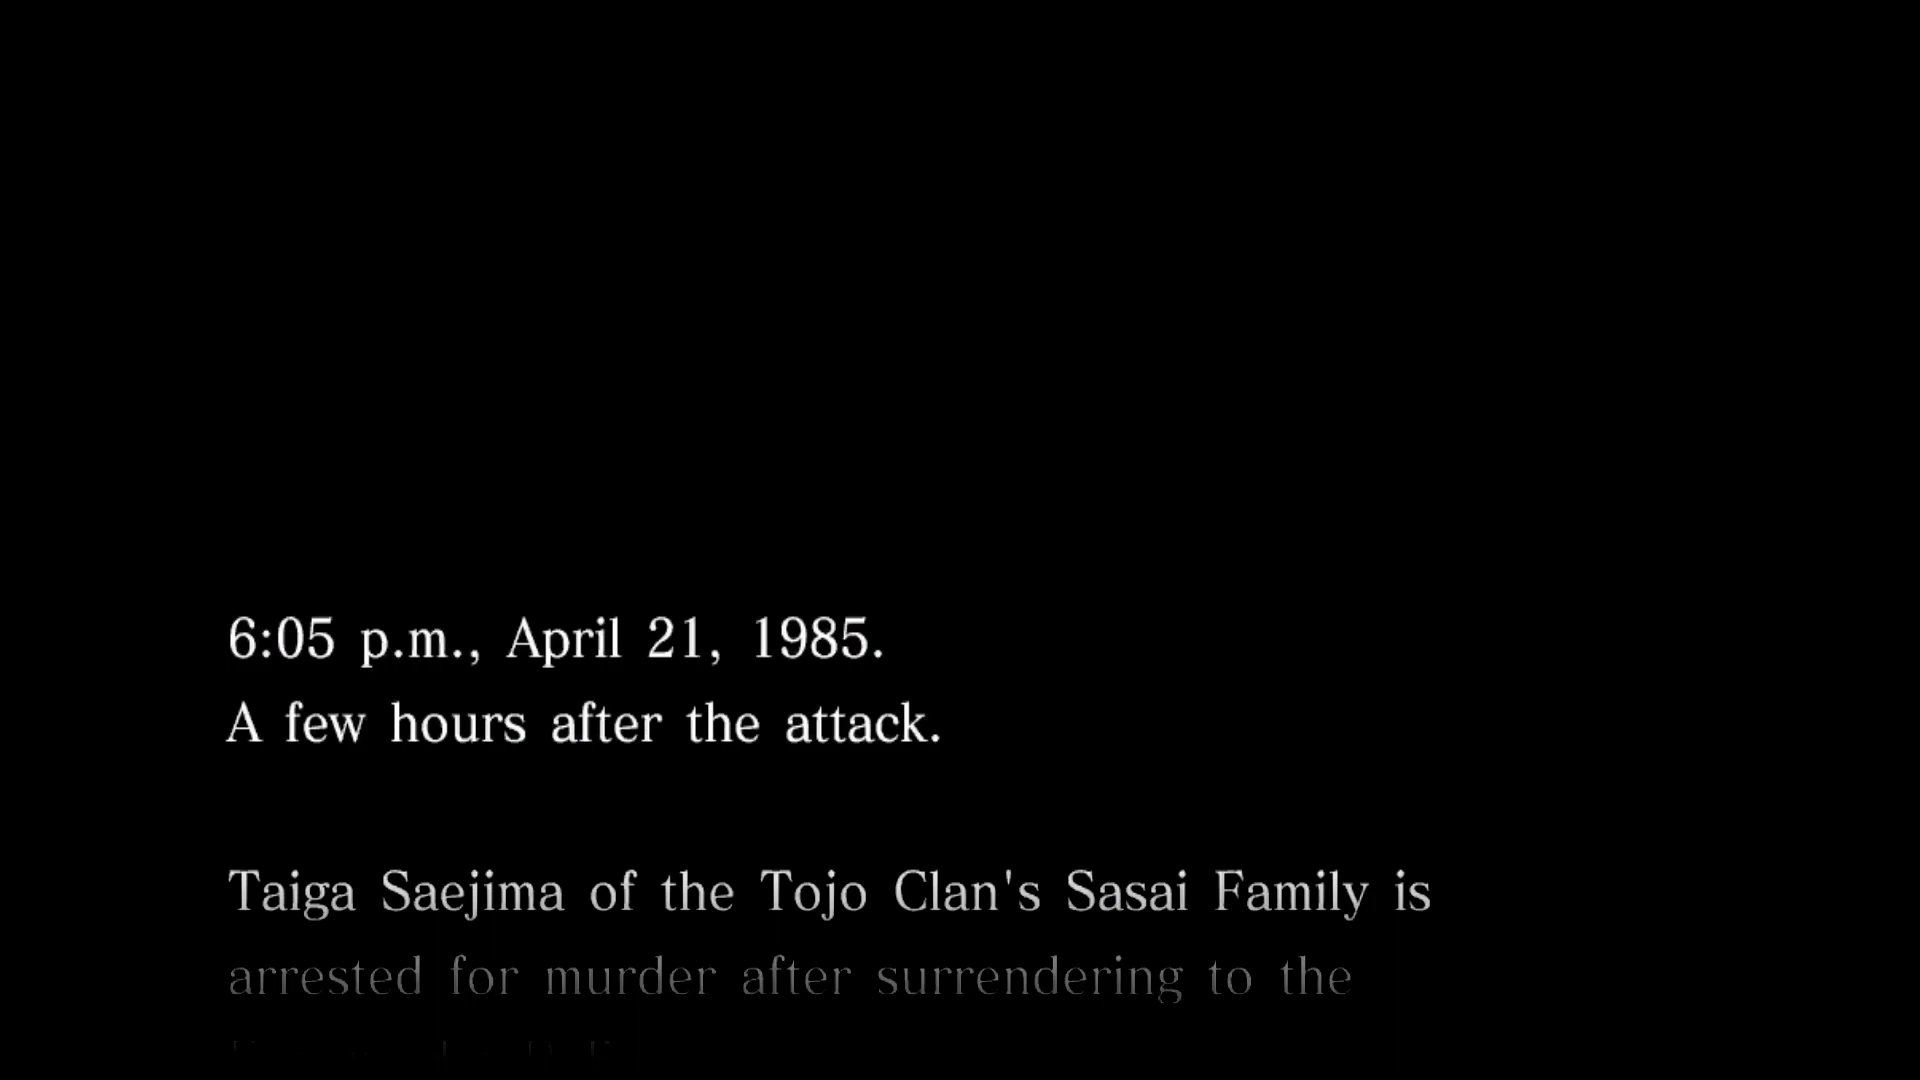 6:05 p.m., April 21, 1985.
A few hours after the attack.
Taiga Saejima of the Tojo Clan's Sasai Family is
arrested for murder after surrendering to the